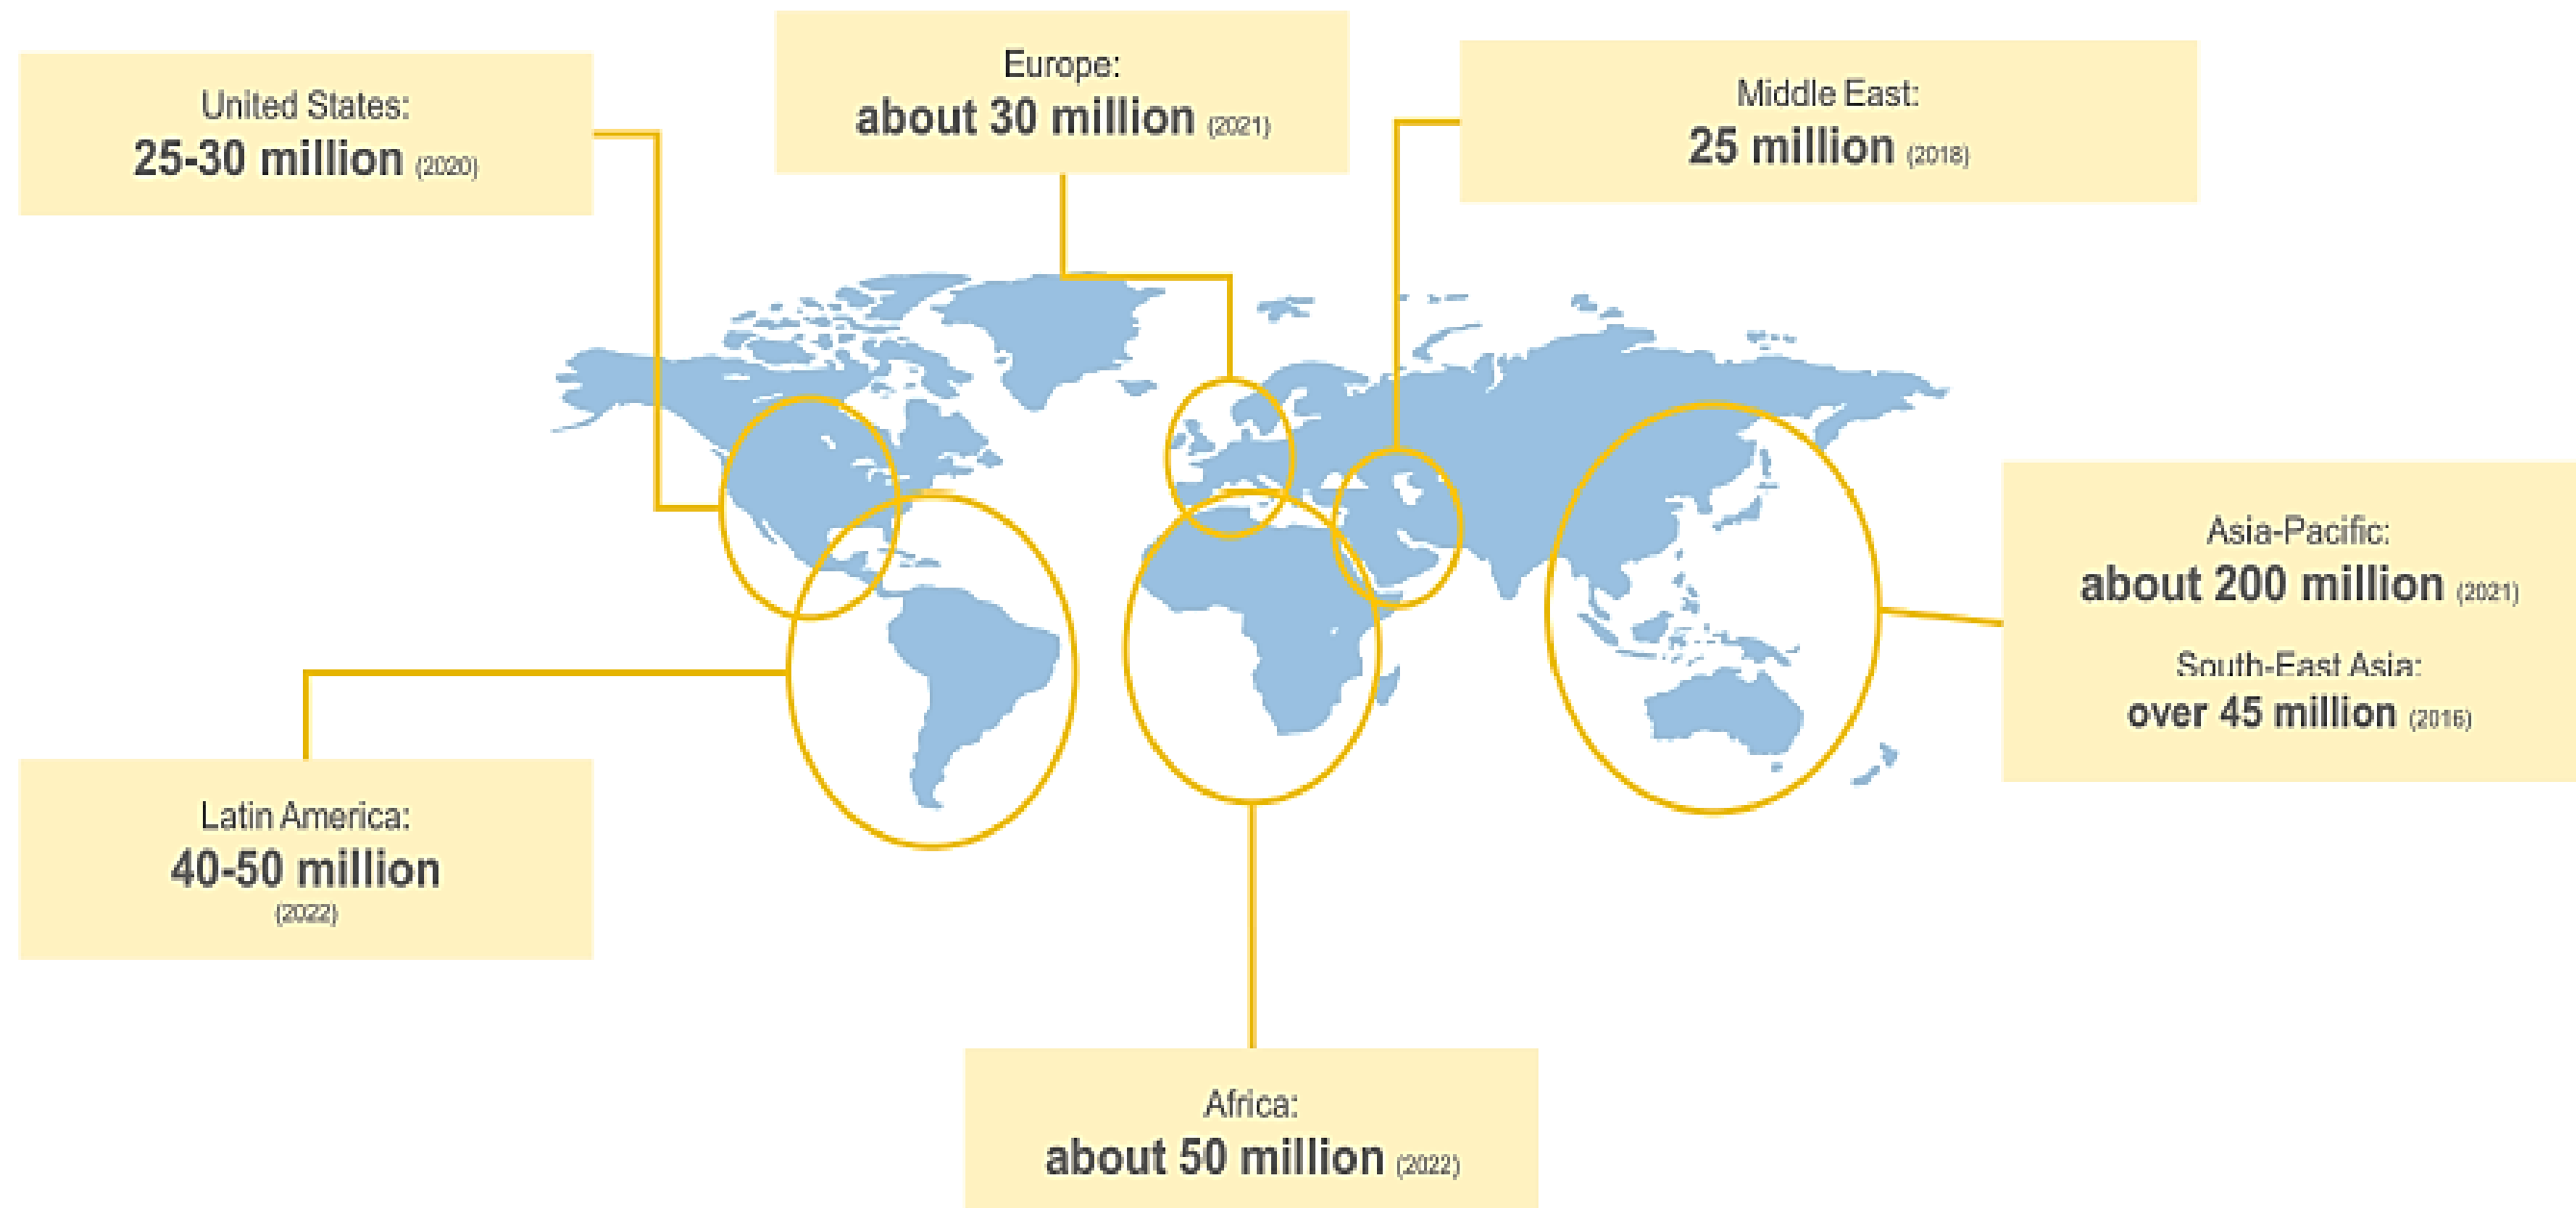 United States:
25-30 million (2020)
Europe:
about 30 million (2021)
Middle East:
25 million (2018)
Asia-Pacific:
about 200 million (2021)
South-East Asia:
over 45 million (2016)
Latin America:
40-50 million
(2022)
Africa:
about 50 million (2022)